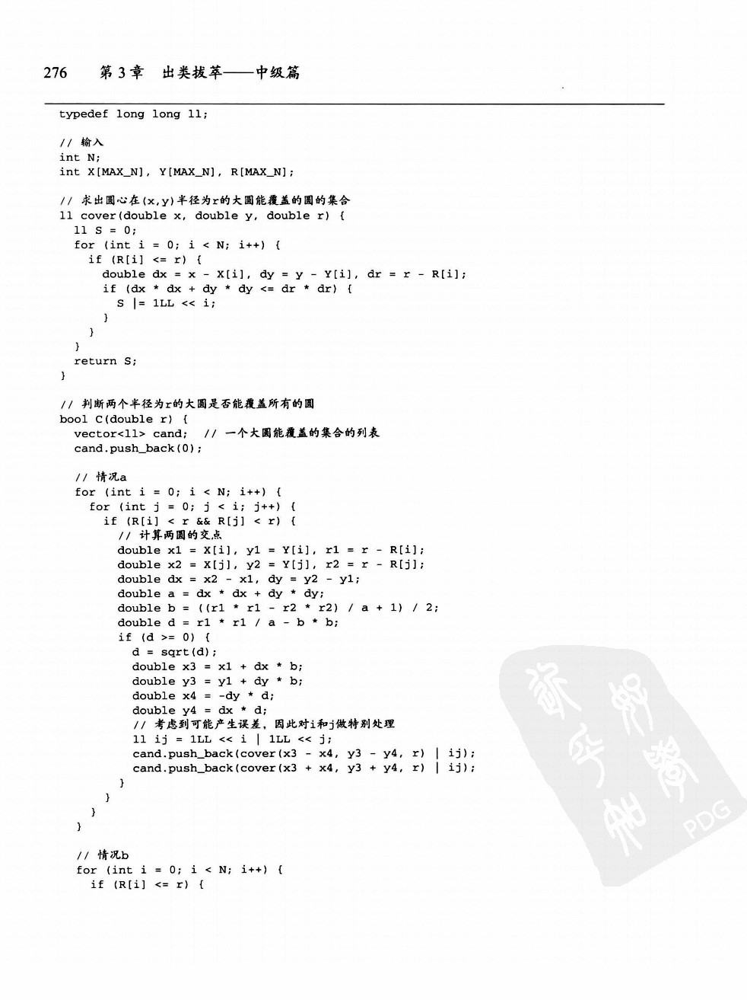 276 第3章 出类拔萃——中级篇
typedef long long ll;
// 输入
int N;
int X[MAX_N], Y[MAX_N], R[MAX_N];
// 求出圆心在(x,y)半径为r的大圆能覆盖的圆的集合
ll cover(double x, double y, double r) {
  ll S = 0;
  for (int i = 0; i < N; i++) {
    if (R[i] <= r) {
      double dx = x - X[i], dy = y - Y[i], dr = r - R[i];
      if (dx * dx + dy * dy <= dr * dr) {
        S |= 1LL << i;
      }
    }
  }
  return S;
}
// 判断两个半径为r的大圆是否能覆盖所有的圆
bool C(double r) {
  vector<ll> cand;  // 一个大圆能覆盖的集合的列表
  cand.push_back(0);
  // 情况a
  for (int i = 0; i < N; i++) {
    for (int j = 0; j < i; j++) {
      if (R[i] < r && R[j] < r) {
        // 计算两圆的交点
        double x1 = X[i], y1 = Y[i], r1 = r - R[i];
        double x2 = X[j], y2 = Y[j], r2 = r - R[j];
        double dx = x2 - x1, dy = y2 - y1;
        double a = dx * dx + dy * dy;
        double b = ((r1 * r1 - r2 * r2) / a + 1) / 2;
        double d = r1 * r1 / a - b * b;
        if (d >= 0) {
          d = sqrt(d);
          double x3 = x1 + dx * b;
          double y3 = y1 + dy * b;
          double x4 = -dy * d;
          double y4 = dx * d;
          // 考虑到可能产生误差，因此对i和j做特别处理
          ll ij = 1LL << i | 1LL << j;
          cand.push_back(cover(x3 - x4, y3 - y4, r) | ij);
          cand.push_back(cover(x3 + x4, y3 + y4, r) | ij);
        }
      }
    }
  }
  // 情况b
  for (int i = 0; i < N; i++) {
    if (R[i] <= r) {
PDG